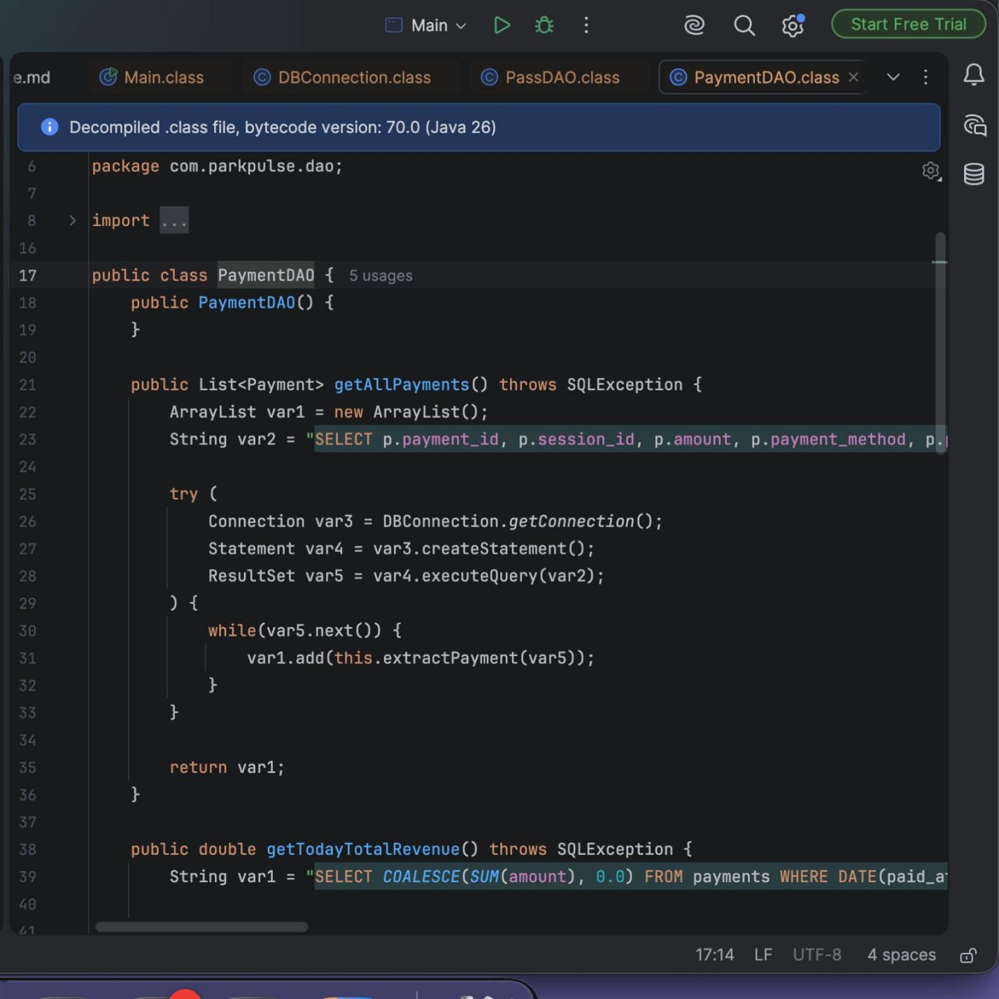 Main
Start Free Trial
e.md
Main.class
DBConnection.class
PassDAO.class
PaymentDAO.class
Decompiled .class file, bytecode version: 70.0 (Java 26)
6 package com.parkpulse.dao;
7
8 import ...
16
17 public class PaymentDAO { 5 usages
18 public PaymentDAO() {
19 }
20
21 public List<Payment> getAllPayments() throws SQLException {
22 ArrayList var1 = new ArrayList();
23 String var2 = "SELECT p.payment_id, p.session_id, p.amount, p.payment_method, p.
24
25 try (
26 Connection var3 = DBConnection.getConnection();
27 Statement var4 = var3.createStatement();
28 ResultSet var5 = var4.executeQuery(var2);
29 ) {
30 while(var5.next()) {
31 var1.add(this.extractPayment(var5));
32 }
33 }
34
35 return var1;
36 }
37
38 public double getTodayTotalRevenue() throws SQLException {
39 String var1 = "SELECT COALESCE(SUM(amount), 0.0) FROM payments WHERE DATE(paid_a
40
41
17:14 LF UTF-8 4 spaces